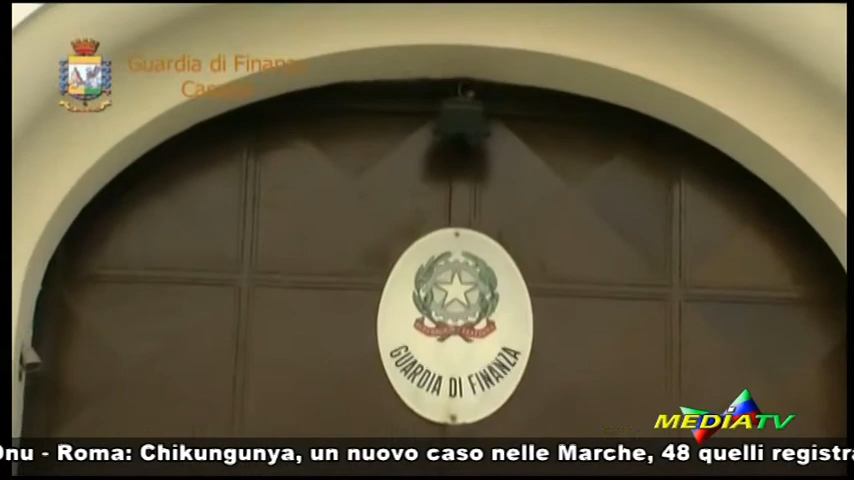 Guardia di Finanza
GUARDIA DI FINANZA
MEDIATV
Onu - Roma: Chikungunya, un nuovo caso nelle Marche, 48 quelli registra